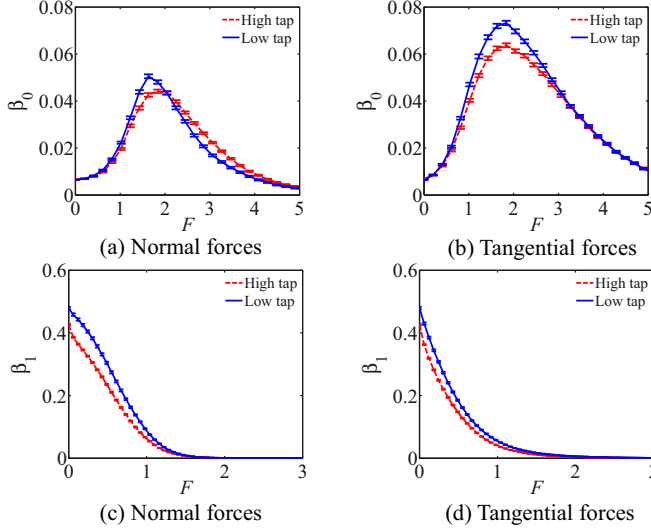 0.08
0.06
0.04
0.02
0
β0
0 1 2 3 4 5
F
High tap
Low tap
(a) Normal forces
0.08
0.06
0.04
0.02
0
β0
0 1 2 3 4 5
F
High tap
Low tap
(b) Tangential forces
0.6
0.4
0.2
0
β1
0 1 2 3
F
High tap
Low tap
(c) Normal forces
0.6
0.4
0.2
0
β1
0 1 2 3
F
High tap
Low tap
(d) Tangential forces